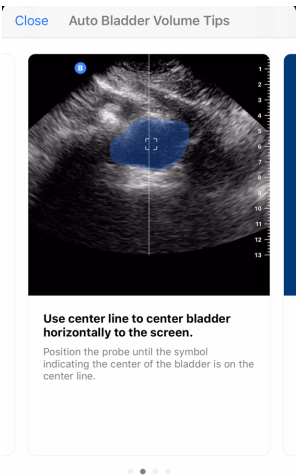 Close Auto Bladder Volume Tips
B
1
2
3
4
5
6
7
8
9
10
11
12
13
Use center line to center bladder
horizontally to the screen.
Position the probe until the symbol
indicating the center of the bladder is on the
center line.